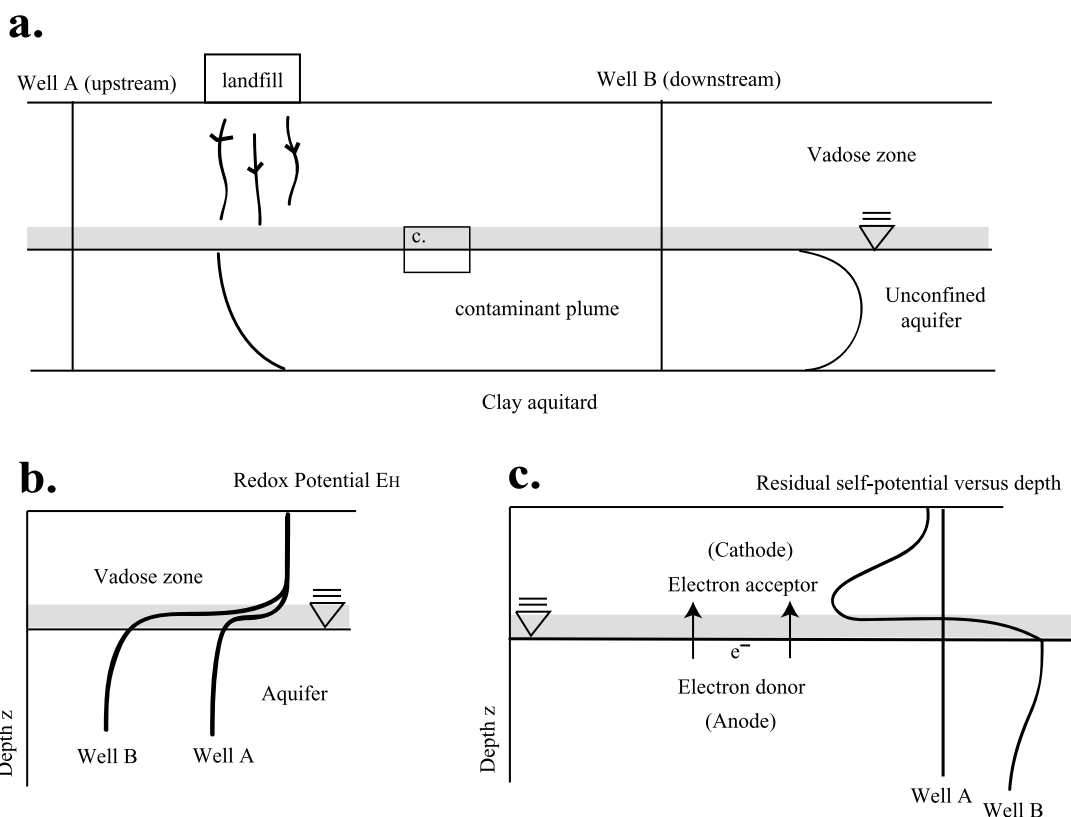 a.
Well A (upstream)
landfill
Well B (downstream)
Vadose zone
c.
contaminant plume
Unconfined
aquifer
Clay aquitard
b.
Redox Potential EH
Vadose zone
Aquifer
Depth z
Well B
Well A
c.
Residual self-potential versus depth
(Cathode)
Electron acceptor
e−
Electron donor
(Anode)
Depth z
Well A
Well B